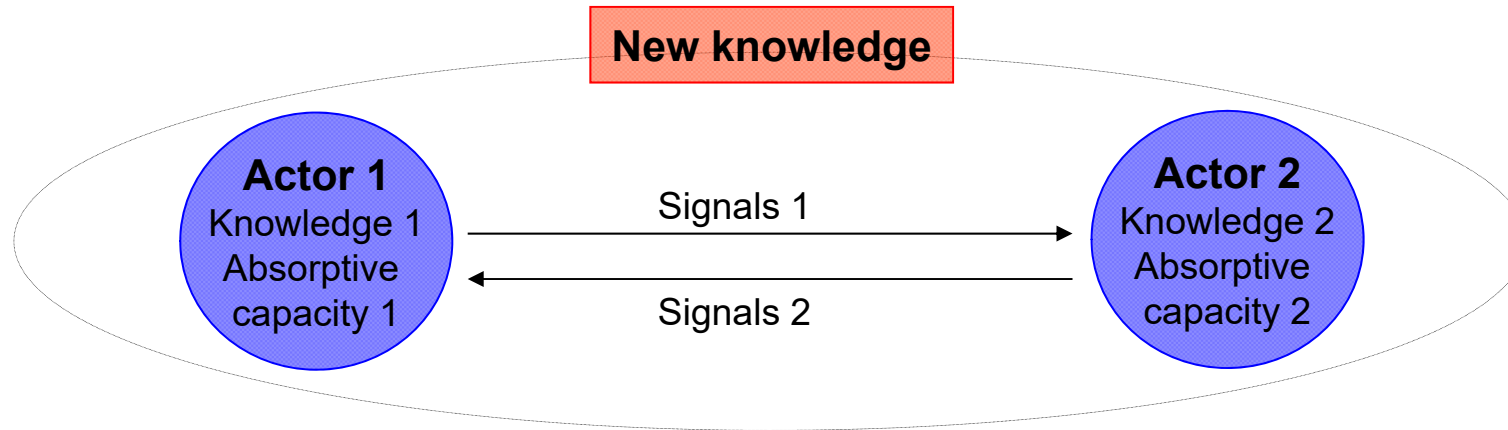 New knowledge
Actor 1
Knowledge 1
Absorptive
capacity 1
Signals 1
Signals 2
Actor 2
Knowledge 2
Absorptive
capacity 2